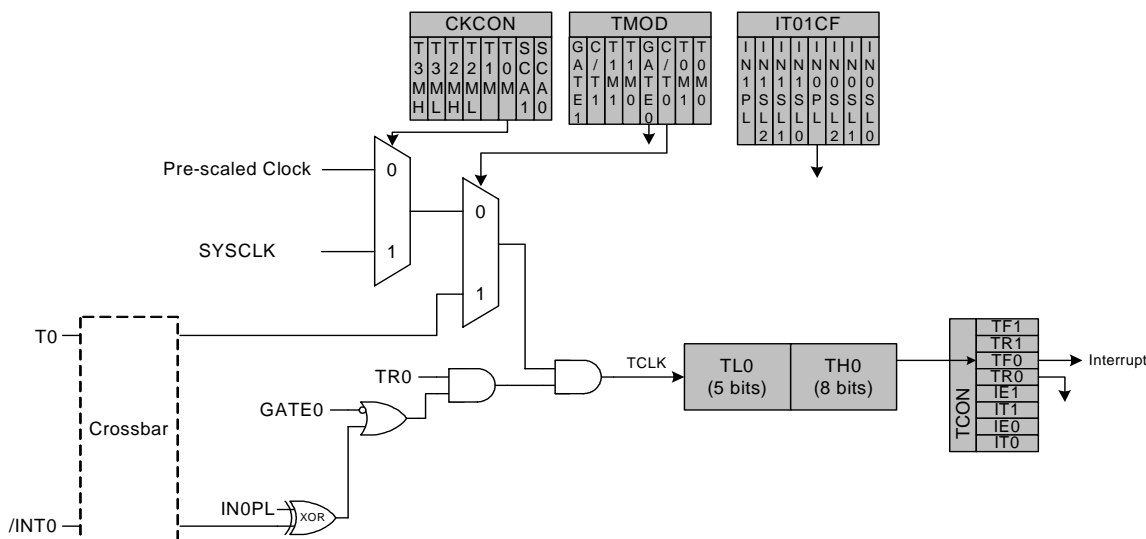 CKCON
T3MH T3ML T2MH T2ML T1M T0M SCA1 SCA0
TMOD
GATE1 C/T1 T1M1 T1M0 GATE0 C/T0 T0M1 T0M0
IT01CF
IN1PL IN1SL2 IN1SL1 IN1SL0 IN0PL IN0SL2 IN0SL1 IN0SL0
Pre-scaled Clock
0
SYSCLK
1
0
1
T0
Crossbar
/INT0
TR0
GATE0
IN0PL
XOR
TCLK
TL0
(5 bits)
TH0
(8 bits)
TCON
TF1
TR1
TF0
TR0
IE1
IT1
IE0
IT0
Interrupt